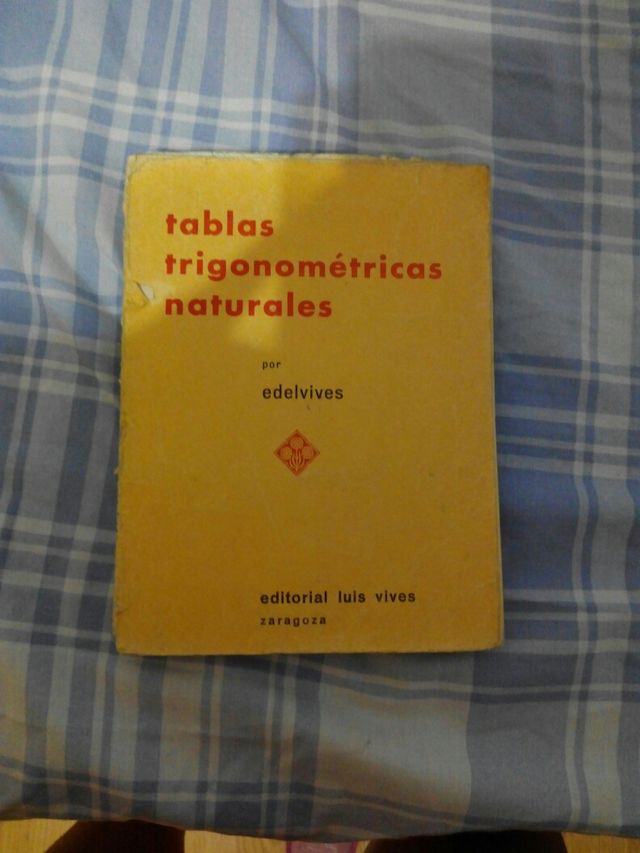 tablas
trigonométricas
naturales
por
edelvives
editorial luis vives
zaragoza